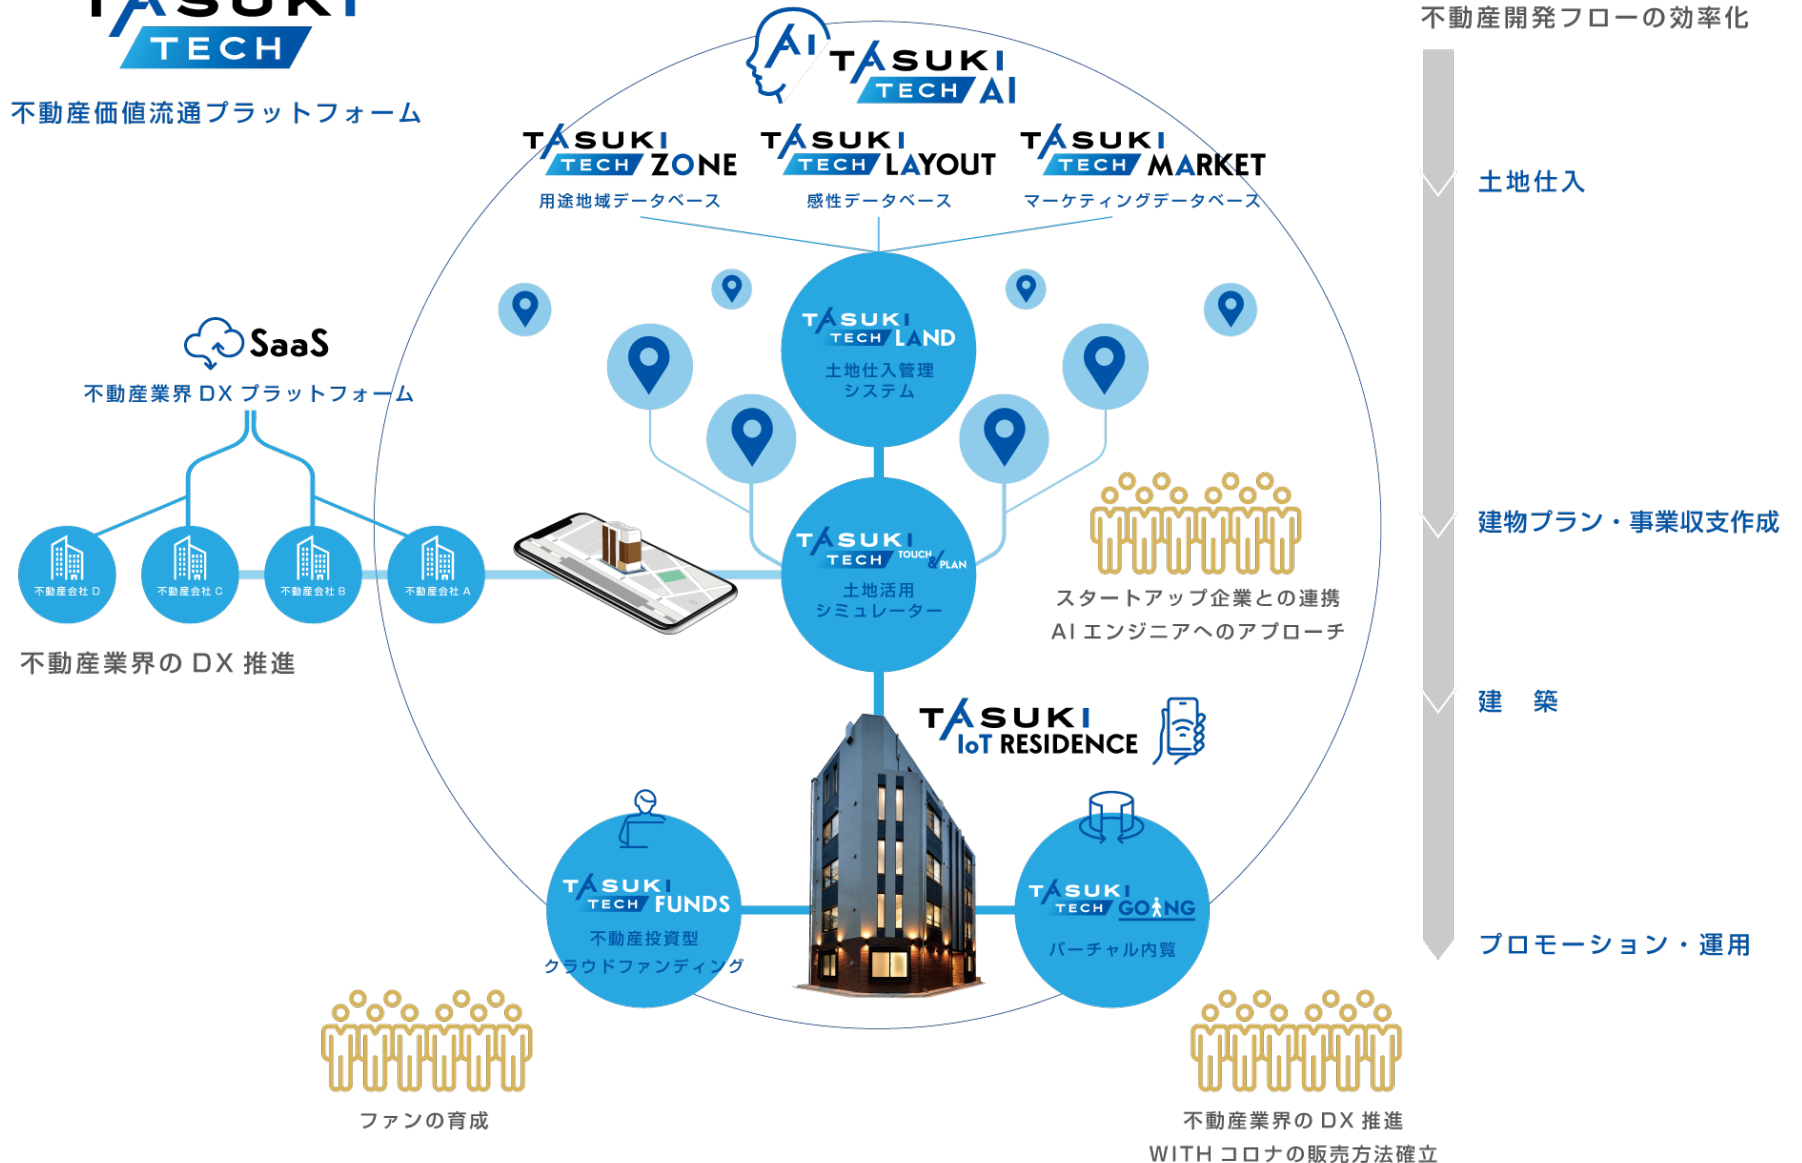 TASUKI
TECH
不動産価値流通プラットフォーム
AI
TASUKI
TECH AI
TASUKI
TECH ZONE
用途地域データベース
TASUKI
TECH LAYOUT
感性データベース
TASUKI
TECH MARKET
マーケティングデータベース
TASUKI
TECH LAND
土地仕入管理
システム
SaaS
不動産業界 DX プラットフォーム
不動産会社 D
不動産会社 C
不動産会社 B
不動産会社 A
不動産業界の DX 推進
TASUKI
TECH TOUCH & PLAN
土地活用
シミュレーター
スタートアップ企業との連携
AI エンジニアへのアプローチ
TASUKI
IoT RESIDENCE
TASUKI
TECH FUNDS
不動産投資型
クラウドファンディング
TASUKI
TECH GOING
バーチャル内覧
ファンの育成
不動産業界の DX 推進
WITH コロナの販売方法確立
不動産開発フローの効率化
土地仕入
建物プラン・事業収支作成
建　築
プロモーション・運用